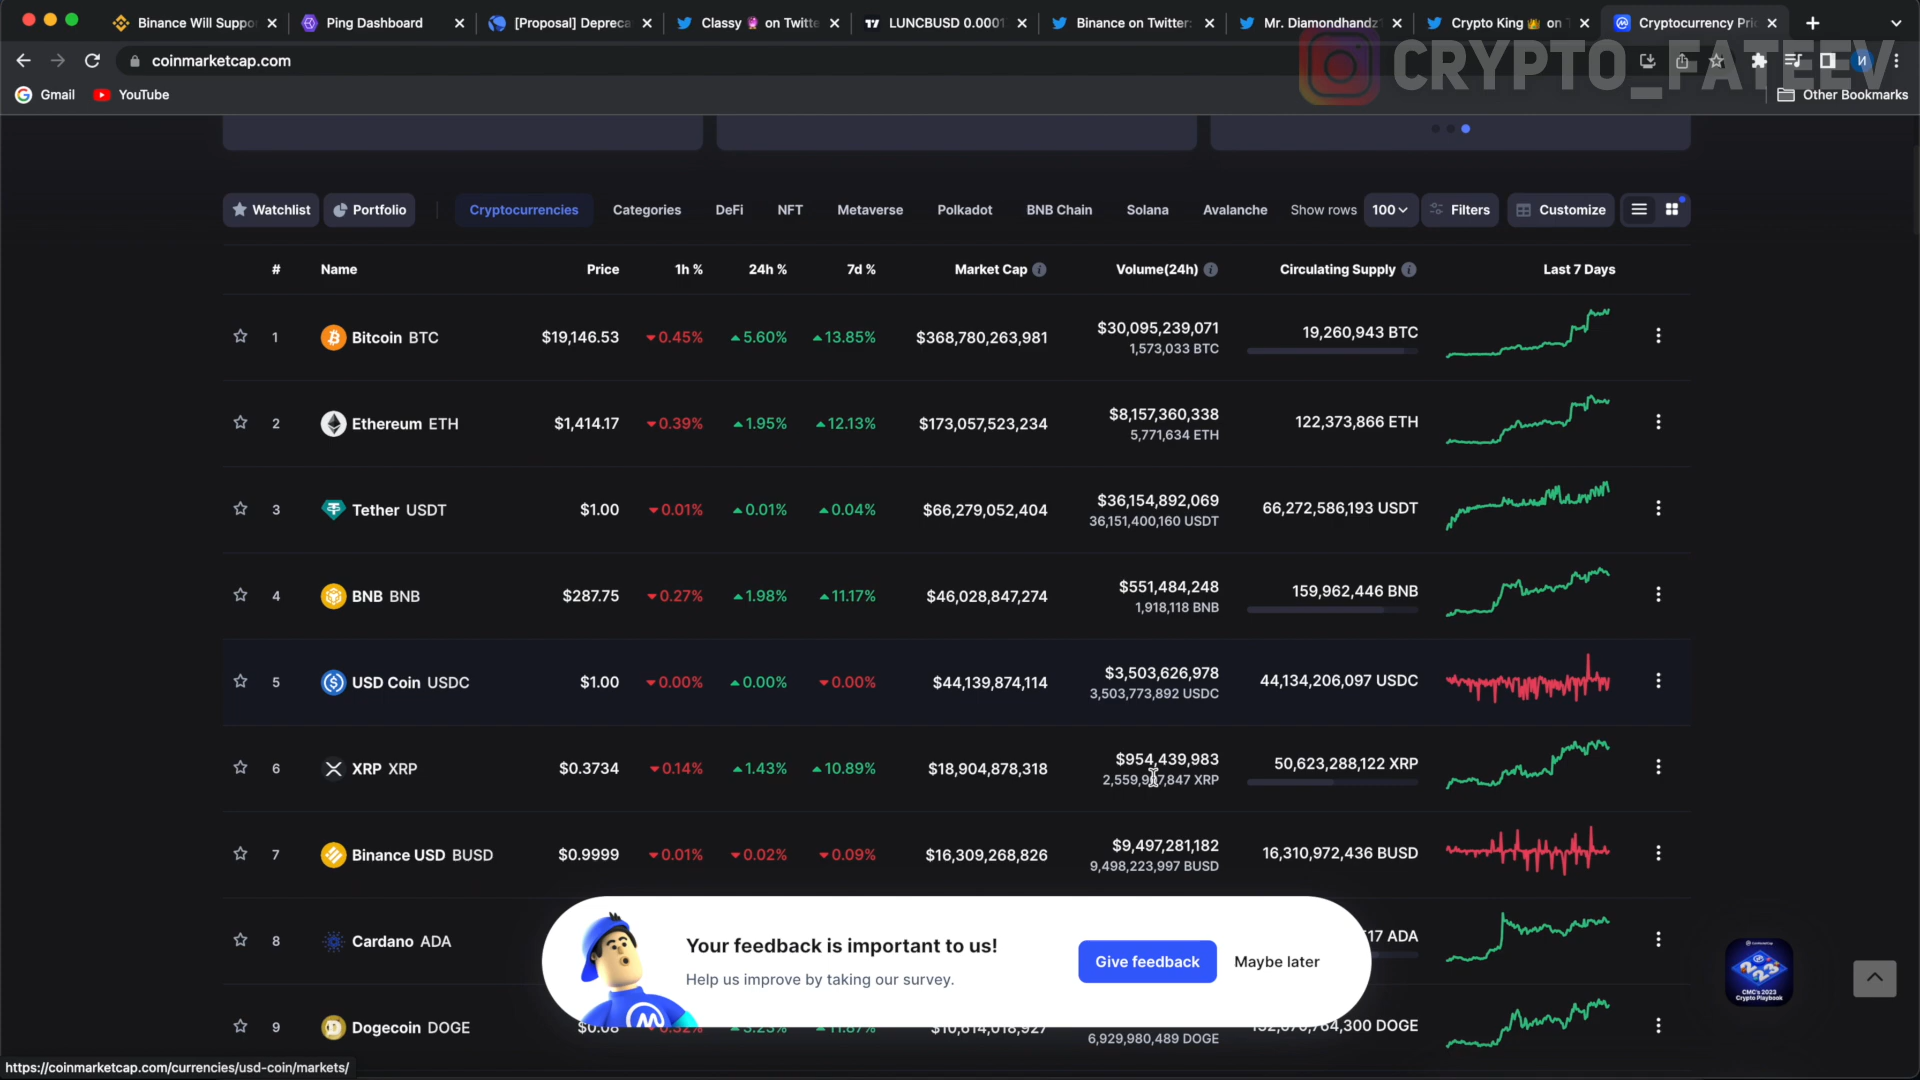 Binance Will Suppo
Ping Dashboard
[Proposal] Depreca
Classy on Twitte
LUNCBUSD 0.0001
Binance on Twitter:
Mr. Diamondhandz
Crypto King on
Cryptocurrency Pri
coinmarketcap.com
CRYPTO_FATEEV
Gmail
YouTube
Other Bookmarks
Watchlist
Portfolio
Cryptocurrencies
Categories
DeFi
NFT
Metaverse
Polkadot
BNB Chain
Solana
Avalanche
Show rows
100
Filters
Customize
# Name Price 1h % 24h % 7d % Market Cap Volume(24h) Circulating Supply Last 7 Days
1 Bitcoin BTC $19,146.53 0.45% 5.60% 13.85% $368,780,263,981 $30,095,239,071 19,260,943 BTC
1,573,033 BTC
2 Ethereum ETH $1,414.17 0.39% 1.95% 12.13% $173,057,523,234 $8,157,360,338 122,373,866 ETH
5,771,634 ETH
3 Tether USDT $1.00 0.01% 0.01% 0.04% $66,279,052,404 $36,154,892,069 66,272,586,193 USDT
36,151,400,160 USDT
4 BNB BNB $287.75 0.27% 1.98% 11.17% $46,028,847,274 $551,484,248 159,962,446 BNB
1,918,118 BNB
5 USD Coin USDC $1.00 0.00% 0.00% 0.00% $44,139,874,114 $3,503,626,978 44,134,206,097 USDC
3,503,773,892 USDC
6 XRP XRP $0.3734 0.14% 1.43% 10.89% $18,904,878,318 $954,439,983 50,623,288,122 XRP
XRP
7 Binance USD BUSD $0.9999 0.01% 0.02% 0.09% $16,309,268,826 $9,497,281,182 16,310,972,436 BUSD
9,498,223,997 BUSD
8 Cardano ADA 17 ADA
Your feedback is important to us!
Help us improve by taking our survey.
Give feedback
Maybe later
CMC's 2023
Crypto Playbook
9 Dogecoin DOGE $0.08 DOGE
6,929,980,489 DOGE
https://coinmarketcap.com/currencies/usd-coin/markets/